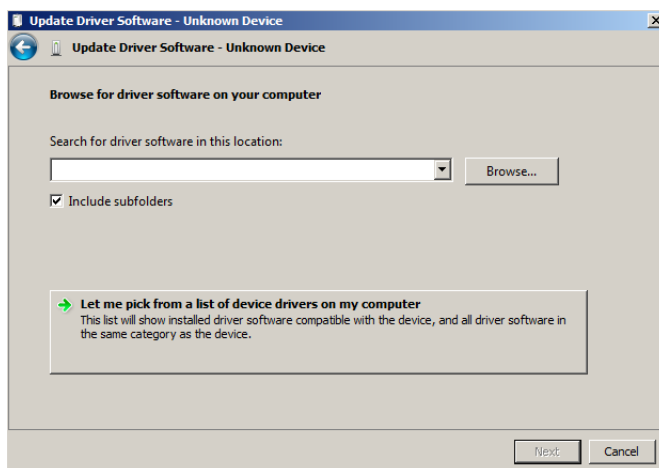 Update Driver Software - Unknown Device
Update Driver Software - Unknown Device
Browse for driver software on your computer
Search for driver software in this location:
Browse...
Include subfolders
Let me pick from a list of device drivers on my computer
This list will show installed driver software compatible with the device, and all driver software in
the same category as the device.
Next
Cancel